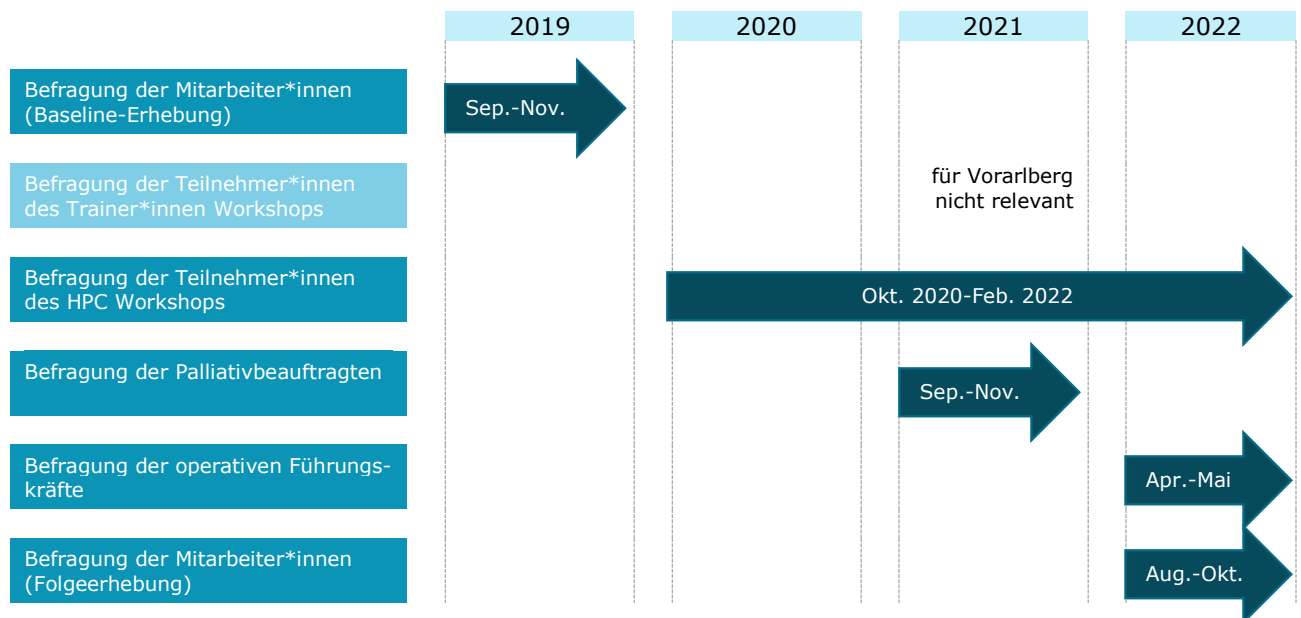 2019 2020 2021 2022
Befragung der Mitarbeiter*innen
(Baseline-Erhebung)
Sep.-Nov.
Befragung der Teilnehmer*innen
des Trainer*innen Workshops
für Vorarlberg
nicht relevant
Befragung der Teilnehmer*innen
des HPC Workshops
Okt. 2020-Feb. 2022
Befragung der Palliativbeauftragten
Sep.-Nov.
Befragung der operativen Führungs-
kräfte
Apr.-Mai
Befragung der Mitarbeiter*innen
(Folgeerhebung)
Aug.-Okt.